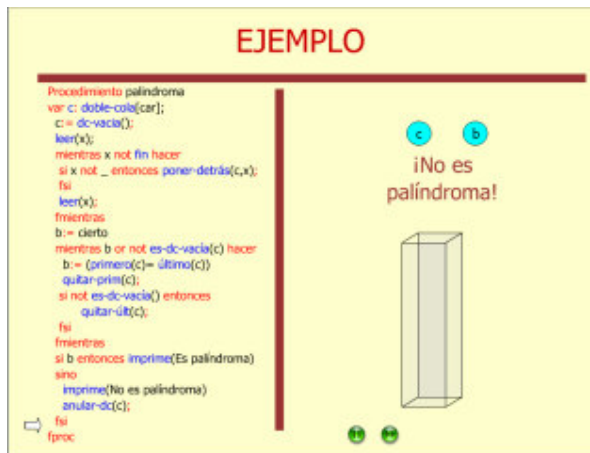 EJEMPLO
Procedimiento palindroma
var c: doble-cola[car];
c:= dc-vacia();
leer(x);
mientras x not fin hacer
si x not _ entonces poner-detrás(c,x);
fsi
leer(x);
fmientras
b:= cierto
mientras b or not es-dc-vacia(c) hacer
b:= (primero(c)= último(c))
quitar-prim(c);
si not es-dc-vacia() entonces
quitar-últ(c);
fsi
fmientras
si b entonces imprime(Es palíndroma)
sino
imprime(No es palíndroma)
anular-dc(c);
fsi
fproc
c b
¡No es
palíndroma!